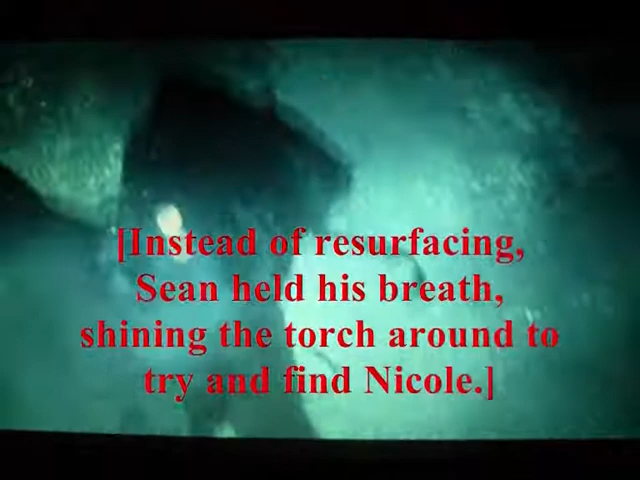 [Instead of resurfacing,
Sean held his breath,
shining the torch around to
try and find Nicole.]